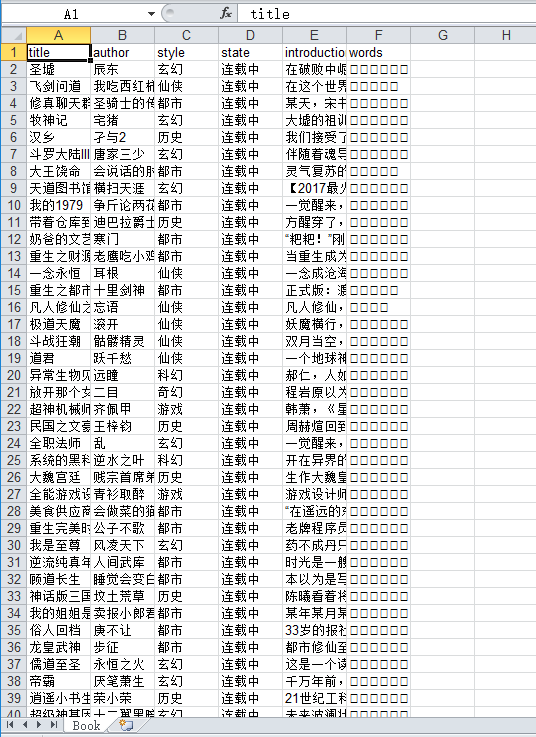 A1 fx title
A B C D E F G H
1 title author style state introduction words
2 圣墟 辰东 玄幻 连载中 在破败中崛 □□□□□□
3 飞剑问道 我吃西红柿 仙侠 连载中 在这个世界 □□□□□
4 修真聊天群 圣骑士的传 都市 连载中 某天，宋书 □□□□□□
5 牧神记 宅猪 玄幻 连载中 大墟的祖训 □□□□□□
6 汉乡 孑与2 历史 连载中 我们接受了 □□□□□□
7 斗罗大陆III 唐家三少 玄幻 连载中 伴随着魂导 □□□□□□
8 大王饶命 会说话的肘 都市 连载中 灵气复苏的 □□□□□
9 天道图书馆 横扫天涯 玄幻 连载中 【2017最火 □□□□□□
10 我的1979 争斤论两花 都市 连载中 一觉醒来， □□□□□□
11 带着仓库到 迪巴拉爵士 历史 连载中 方醒穿了， □□□□□□
12 奶爸的文艺 寒门 都市 连载中 “粑粑！”刚 □□□□□□
13 重生之财源 老鹰吃小鸡 都市 连载中 当重生成为 □□□□□□
14 一念永恒 耳根 仙侠 连载中 一念成沧海 □□□□□□
15 重生之都市 十里剑神 都市 连载中 正式版：渡 □□□□□
16 凡人修仙之 忘语 仙侠 连载中 凡人修仙， □□□□
17 极道天魔 滚开 仙侠 连载中 妖魔横行， □□□□□□
18 斗战狂潮 骷髅精灵 仙侠 连载中 双月当空， □□□□□□
19 道君 跃千愁 仙侠 连载中 一个地球神 □□□□□□
20 异常生物见 远瞳 科幻 连载中 郝仁，人如 □□□□□□
21 放开那个女 二目 奇幻 连载中 程岩原以为 □□□□□□
22 超神机械师 齐佩甲 游戏 连载中 韩萧，《星 □□□□□□
23 民国之文豪 王梓钧 历史 连载中 周赫煊回到 □□□□□□
24 全职法师 乱 玄幻 连载中 一觉醒来， □□□□□□
25 系统的黑科 逆水之叶 科幻 连载中 开在异界的 □□□□□□
26 大魏宫廷 贱宗首席弟 历史 连载中 生作大魏皇 □□□□□□
27 全能游戏设 青衫取醉 游戏 连载中 游戏设计师 □□□□□□
28 美食供应商 会做菜的猫 都市 连载中 “在遥远的东 □□□□□□
29 重生完美时 公子不歌 都市 连载中 老牌程序员 □□□□□□
30 我是至尊 风凌天下 玄幻 连载中 药不成丹只 □□□□□□
31 逆流纯真年 人间武库 都市 连载中 时光是一艘 □□□□□□
32 顾道长生 睡觉会变白 都市 连载中 本以为是写 □□□□□□
33 神话版三国 坟土荒草 历史 连载中 陈曦看着将 □□□□□□
34 我的姐姐是 卖报小郎君 都市 连载中 某年某月某 □□□□□□
35 俗人回档 庚不让 都市 连载中 33岁的报社 □□□□□□
36 龙皇武神 步征 都市 连载中 都市修仙至 □□□□□□
37 儒道至圣 永恒之火 玄幻 连载中 这是一个读 □□□□□□
38 帝霸 厌笔萧生 玄幻 连载中 千万年前， □□□□□□
39 逍遥小书生 荣小荣 历史 连载中 21世纪工科 □□□□□□
40 超级神基因 十二翼黑暗 玄幻 连载中 未来波澜壮 □□□□□□
Book